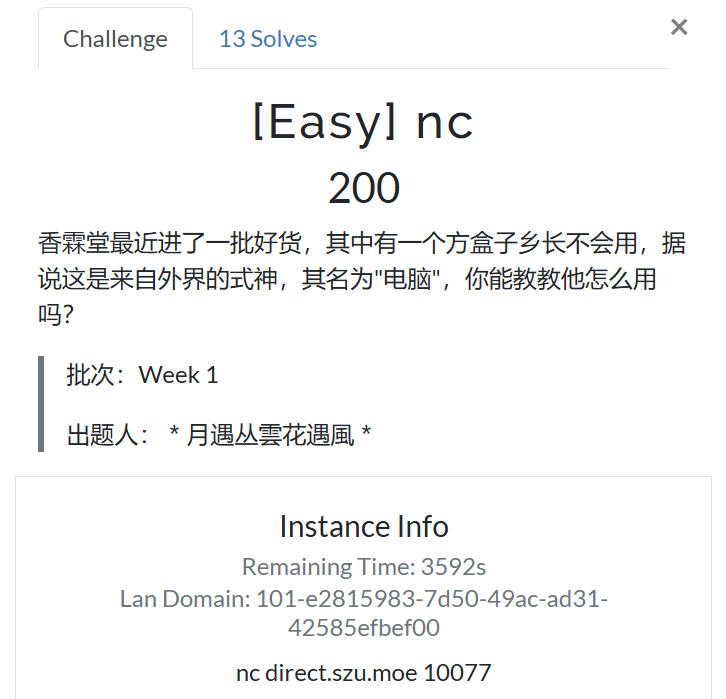 Challenge
13 Solves
×
[Easy] nc
200
香霖堂最近进了一批好货，其中有一个方盒子乡长不会用，据
说这是来自外界的式神，其名为"电脑"，你能教教他怎么用
吗？
批次：Week 1
出题人： * 月遇丛雲花遇風 *
Instance Info
Remaining Time: 3592s
Lan Domain: 101-e2815983-7d50-49ac-ad31-
42585efbef00
nc direct.szu.moe 10077